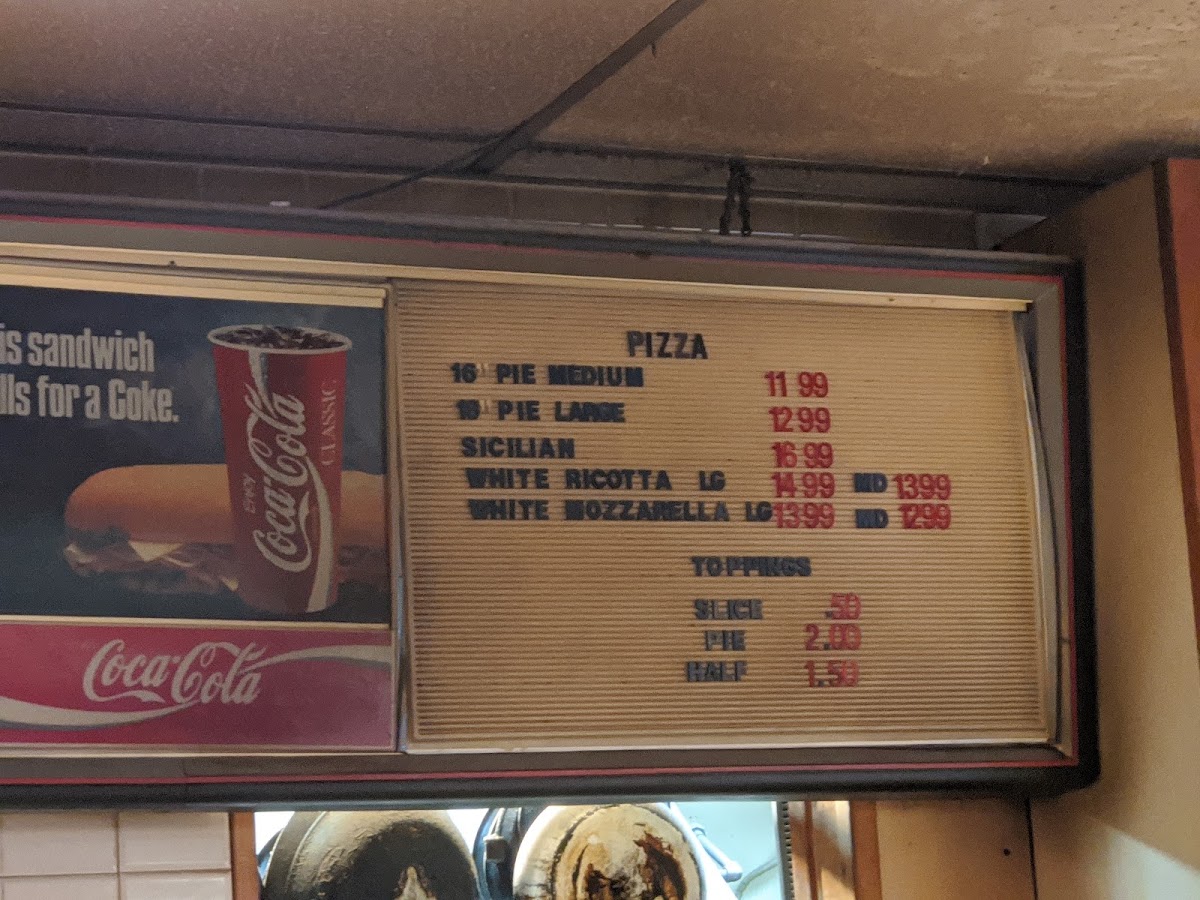 is sandwich
lls for a Coke.
ENJOY
Coca-Cola
CLASSIC
Coca-Cola
PIZZA
16" PIE MEDIUM 11 99
18" PIE LARGE 12 99
SICILIAN 16 99
WHITE RICOTTA LG 14 99 MD 13 99
WHITE MOZZARELLA LG 13 99 MD 12 99
TOPPINGS
SLICE .50
PIE 2.00
HALF 1.50